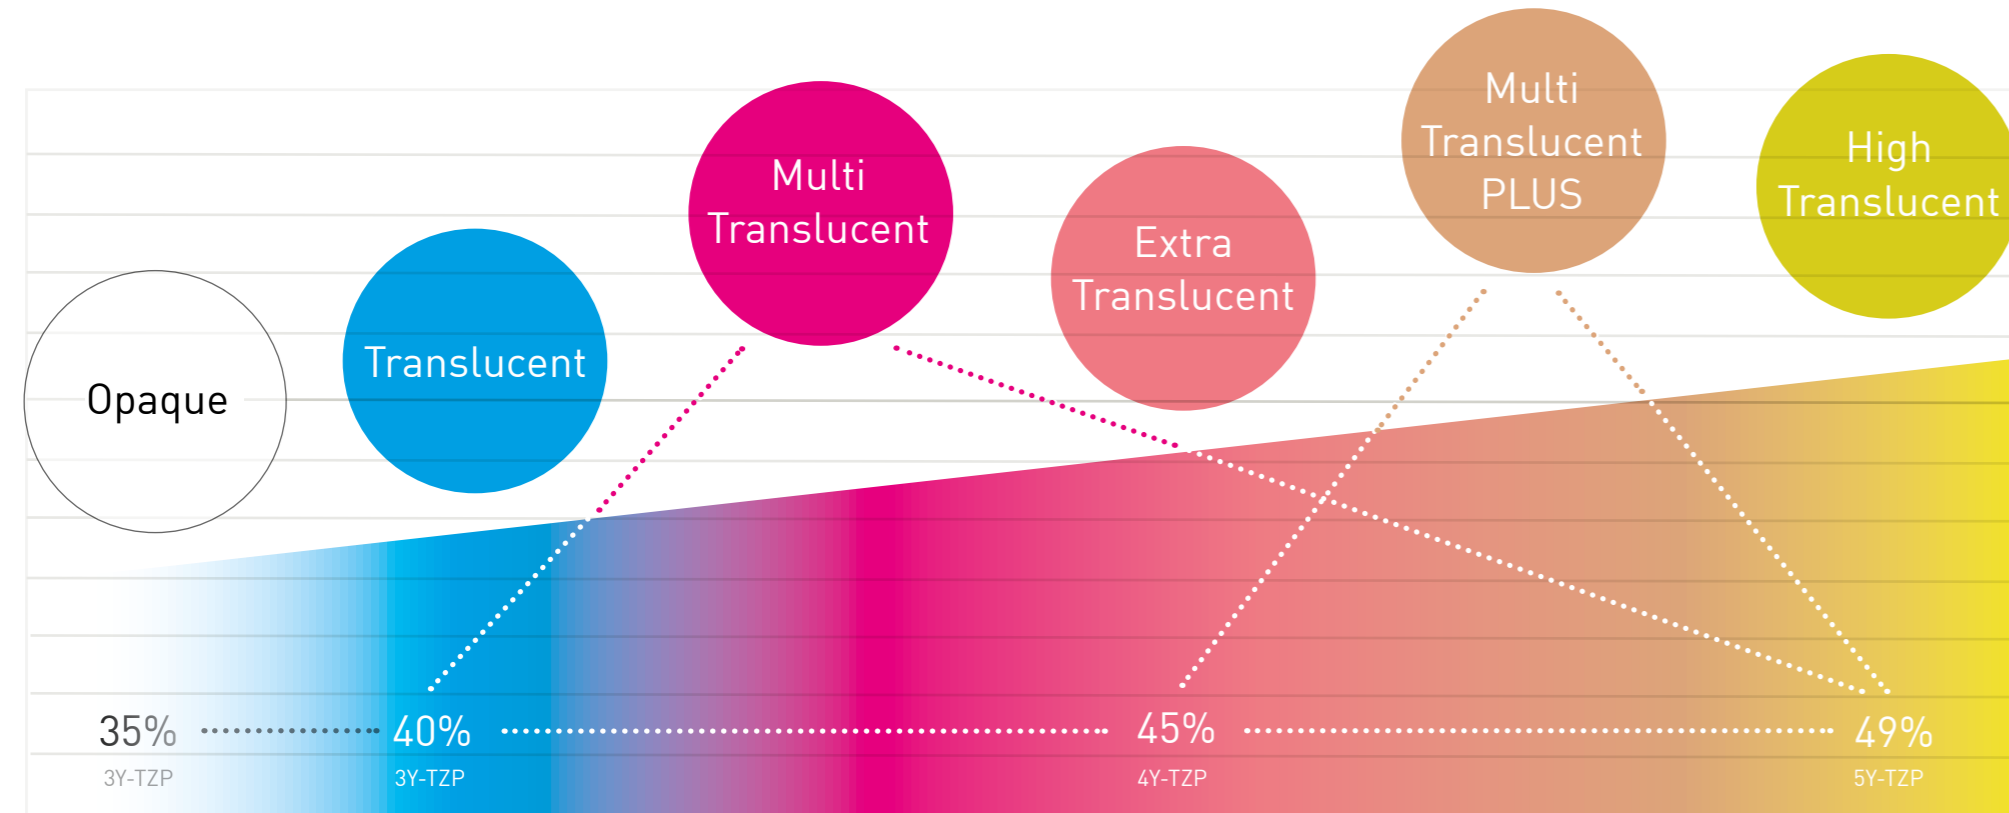 Opaque
Translucent
Multi
Translucent
Extra
Translucent
Multi
Translucent
PLUS
High
Translucent
35%
3Y-TZP
40%
3Y-TZP
45%
4Y-TZP
49%
5Y-TZP